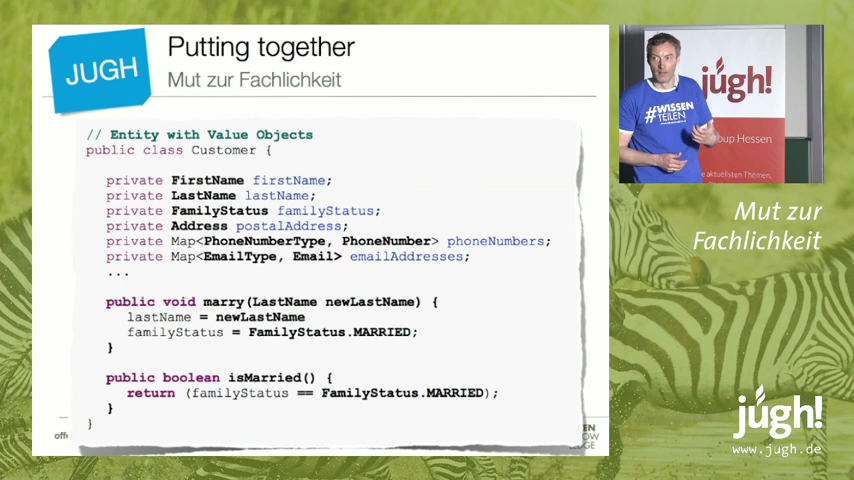 JUGH
Putting together
Mut zur Fachlichkeit
// Entity with Value Objects
public class Customer {
private FirstName firstName;
private LastName lastName;
private FamilyStatus familyStatus;
private Address postalAddress;
private Map<PhoneNumberType, PhoneNumber> phoneNumbers;
private Map<EmailType, Email> emailAddresses;
...
public void marry(LastName newLastName) {
lastName = newLastName
familyStatus = FamilyStatus.MARRIED;
}
public boolean isMarried() {
return (familyStatus == FamilyStatus.MARRIED);
}
}
jugh!
#WISSEN
TEILEN
Hessen
aktuellsten Themen,
Mut zur
Fachlichkeit
jugh!
www.jugh.de